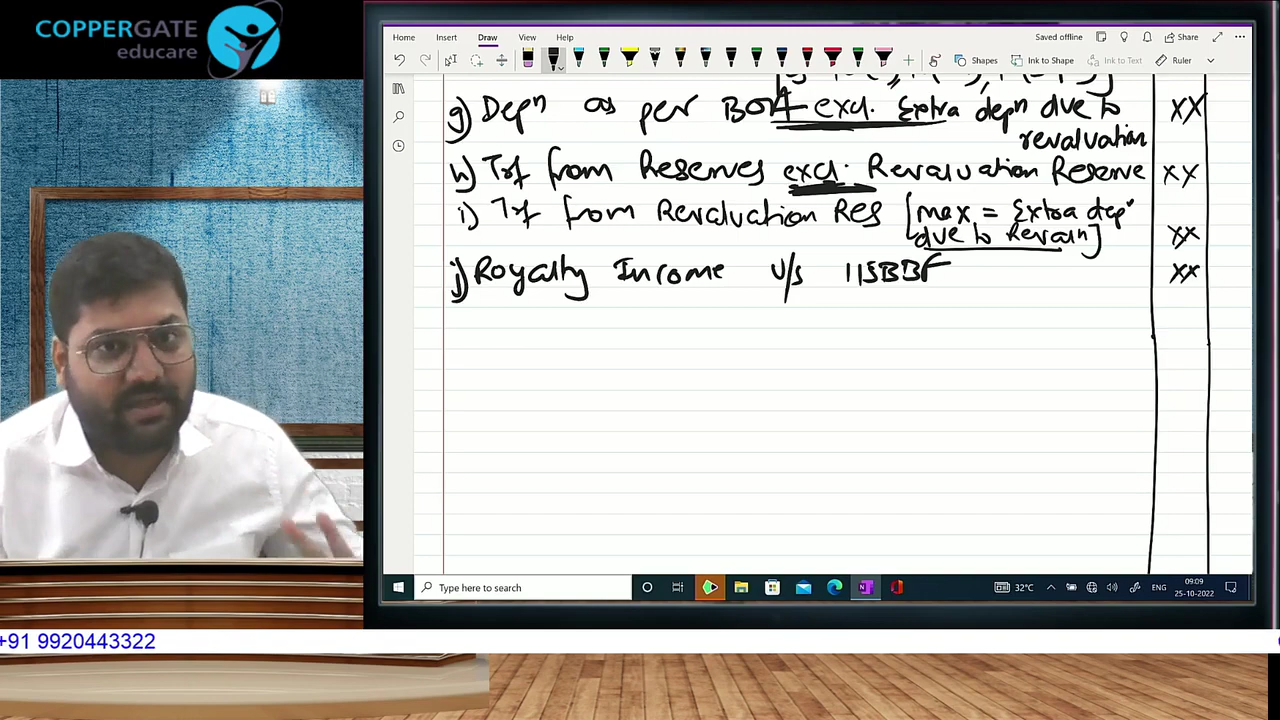 COPPERGATE
educare
Home Insert Draw View Help
Saved offline
Share
Shapes
Ink to Shape
Ink to Text
Ruler
g) Depn as per BOA excl. Extra depn due to revaluation XX
h) Trf from Reserves excl. Revaluation Reserve XX
i) Trf from Revaluation Res [max = Extra depn
due to Revaln] XX
j) Royalty Income u/s 115BBF XX
Type here to search
32°C
ENG
09:09
25-10-2022
+91 9920443322